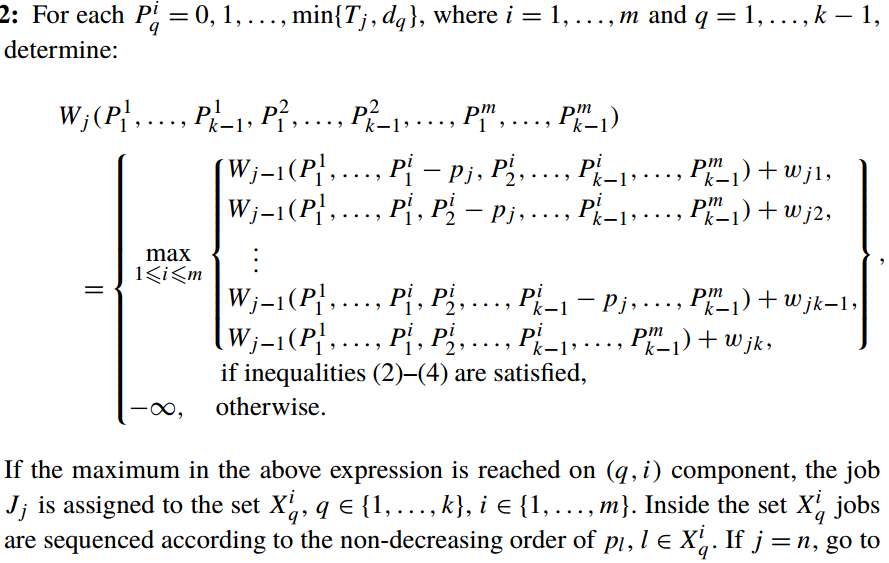 2: For each P_q^i = 0, 1, . . . , min{T_j, d_q}, where i = 1, . . . , m and q = 1, . . . , k − 1,
determine:
W_j(P_1^1, . . . , P_{k−1}^1, P_1^2, . . . , P_{k−1}^2, . . . , P_1^m, . . . , P_{k−1}^m)
W_{j−1}(P_1^1, . . . , P_1^i − p_j, P_2^i, . . . , P_{k−1}^i, . . . , P_{k−1}^m) + w_{j1},
W_{j−1}(P_1^1, . . . , P_1^i, P_2^i − p_j, . . . , P_{k−1}^i, . . . , P_{k−1}^m) + w_{j2},
= { max_{1⩽i⩽m} { ⋮ } ,
W_{j−1}(P_1^1, . . . , P_1^i, P_2^i, . . . , P_{k−1}^i − p_j, . . . , P_{k−1}^m) + w_{jk−1},
W_{j−1}(P_1^1, . . . , P_1^i, P_2^i, . . . , P_{k−1}^i, . . . , P_{k−1}^m) + w_{jk},
if inequalities (2)–(4) are satisfied,
−∞, otherwise.
If the maximum in the above expression is reached on (q, i) component, the job
J_j is assigned to the set X_q^i, q ∈ {1, . . . , k}, i ∈ {1, . . . , m}. Inside the set X_q^i jobs
are sequenced according to the non-decreasing order of p_l, l ∈ X_q^i. If j = n, go to